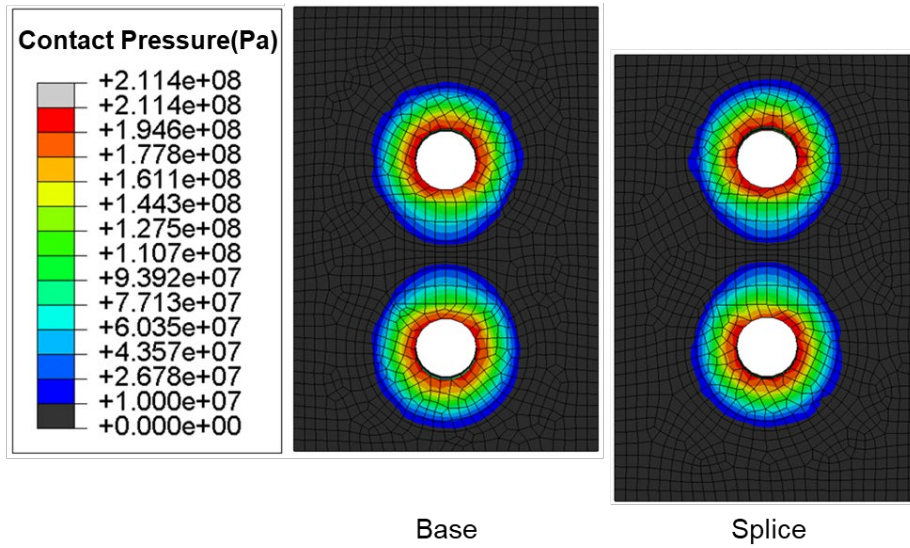 Contact Pressure(Pa)
+2.114e+08
+2.114e+08
+1.946e+08
+1.778e+08
+1.611e+08
+1.443e+08
+1.275e+08
+1.107e+08
+9.392e+07
+7.713e+07
+6.035e+07
+4.357e+07
+2.678e+07
+1.000e+07
+0.000e+00
Base
Splice